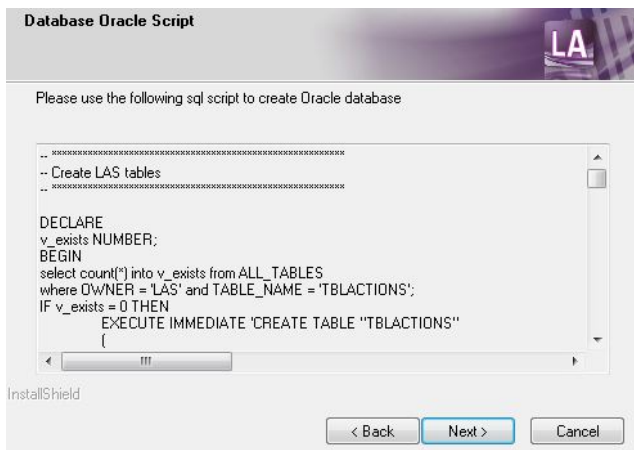 Database Oracle Script
LA
Please use the following sql script to create Oracle database
-- ********************************************************
-- Create LAS tables
-- ********************************************************
DECLARE
v_exists NUMBER;
BEGIN
select count(*) into v_exists from ALL_TABLES
where OWNER = 'LAS' and TABLE_NAME = 'TBLACTIONS';
IF v_exists = 0 THEN
EXECUTE IMMEDIATE 'CREATE TABLE "TBLACTIONS"
(
InstallShield
< Back Next > Cancel